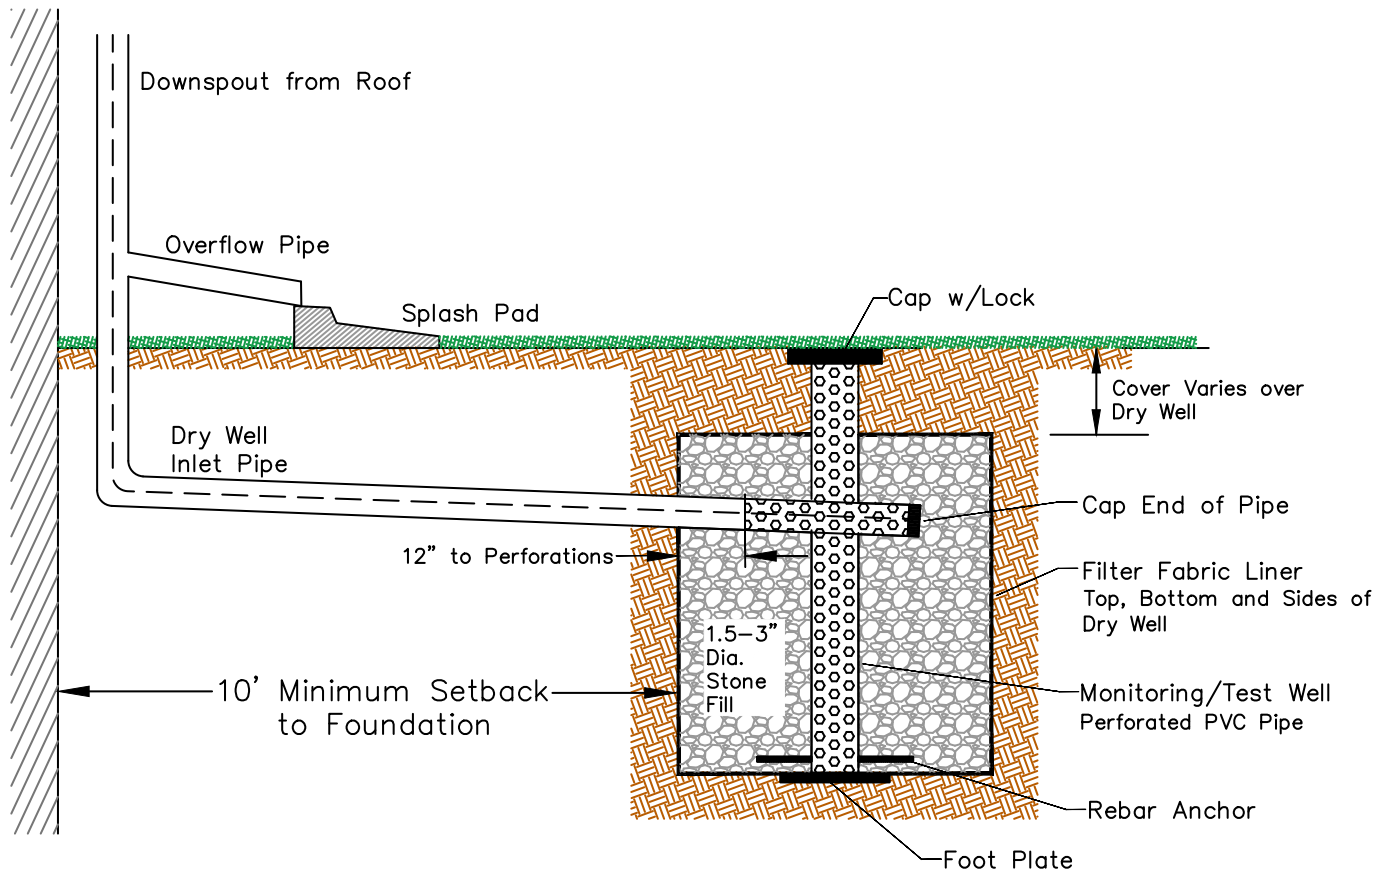 Downspout from Roof
Overflow Pipe
Splash Pad
Cap w/Lock
Cover Varies over
Dry Well
Dry Well
Inlet Pipe
Cap End of Pipe
12” to Perforations
Filter Fabric Liner
Top, Bottom and Sides of
Dry Well
1.5–3”
Dia.
Stone
Fill
10’ Minimum Setback
to Foundation
Monitoring/Test Well
Perforated PVC Pipe
Rebar Anchor
Foot Plate